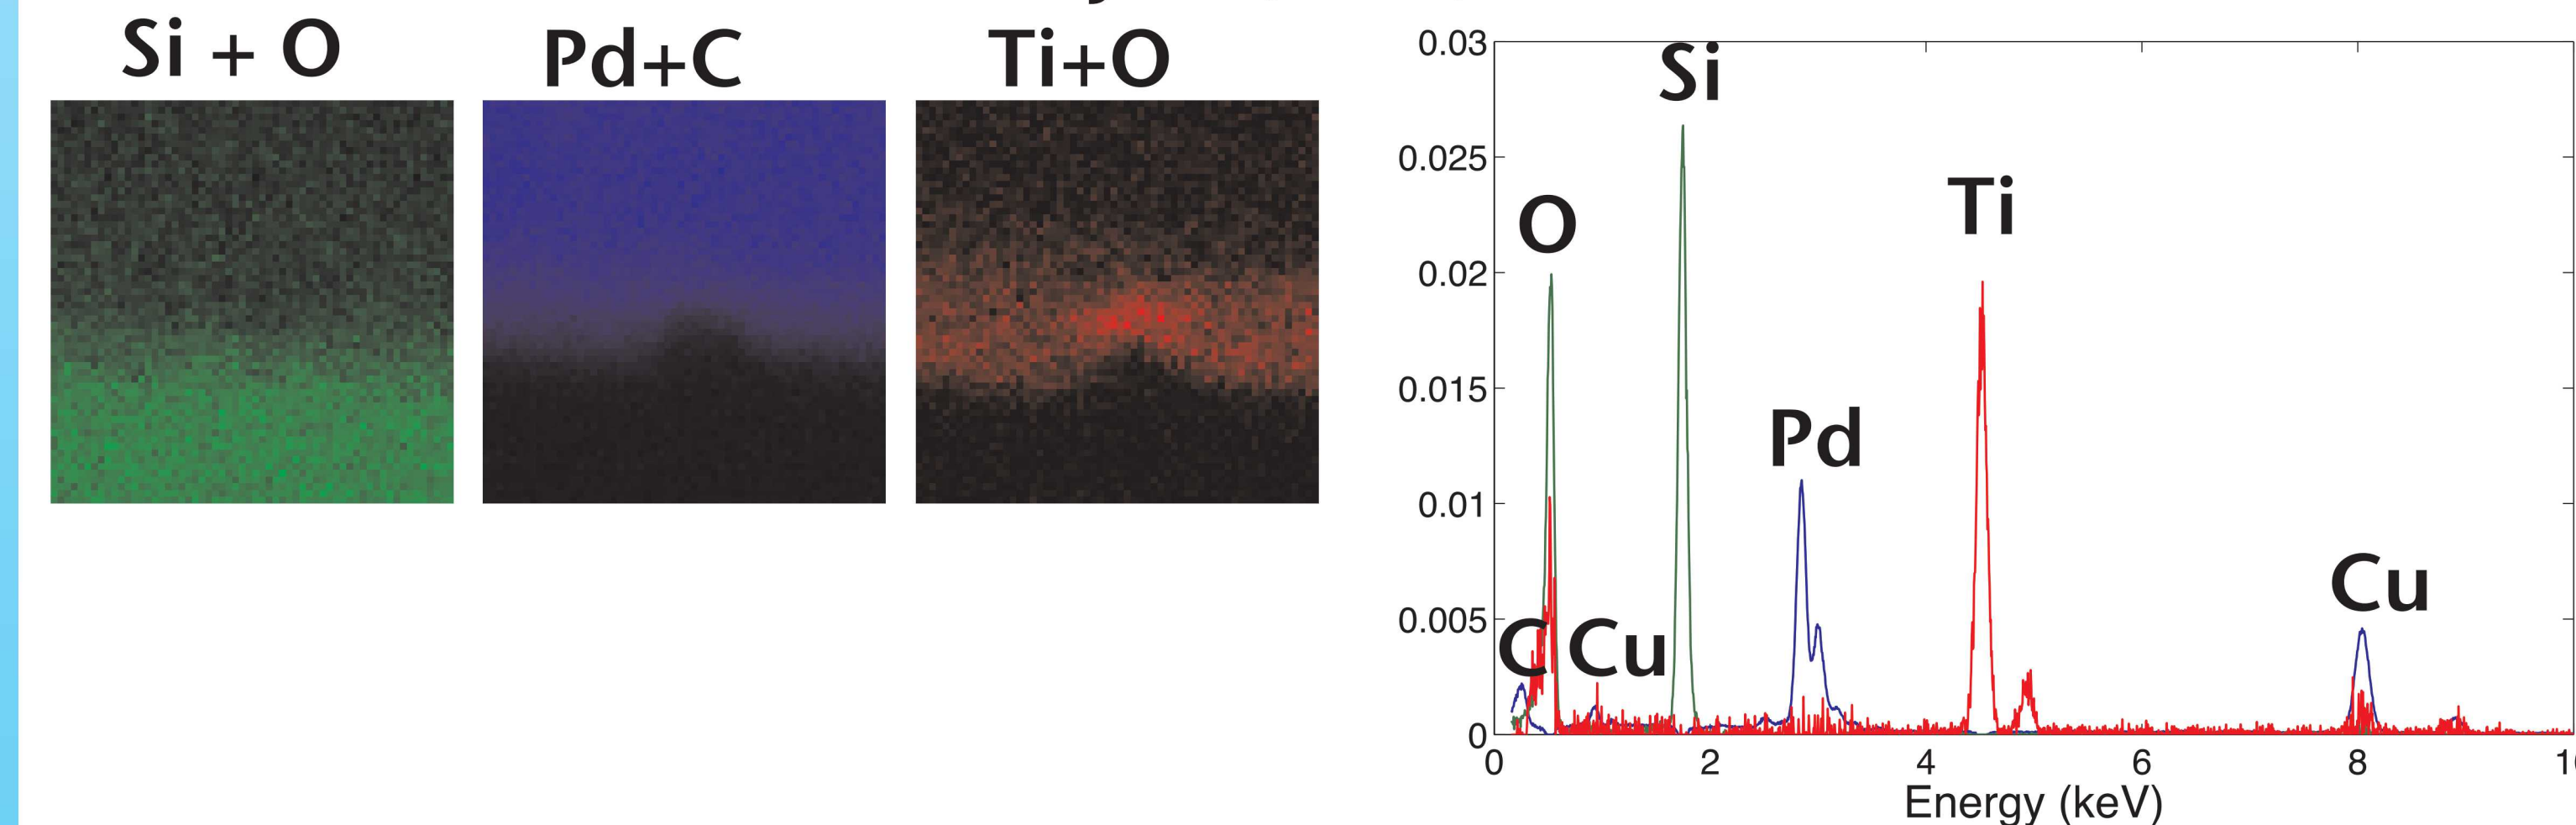 Si + O
Pd+C
Ti+O
0.03
0.025
0.02
0.015
0.01
0.005
0
Si
O
Ti
Pd
Cu
C
Cu
0
2
4
6
8
Energy (keV)